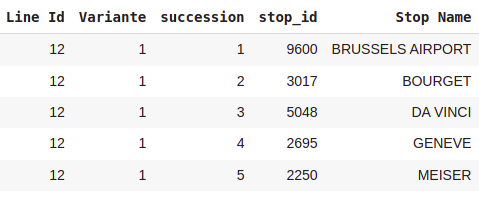 Line Id Variante succession stop_id Stop Name
12 1 1 9600 BRUSSELS AIRPORT
12 1 2 3017 BOURGET
12 1 3 5048 DA VINCI
12 1 4 2695 GENEVE
12 1 5 2250 MEISER